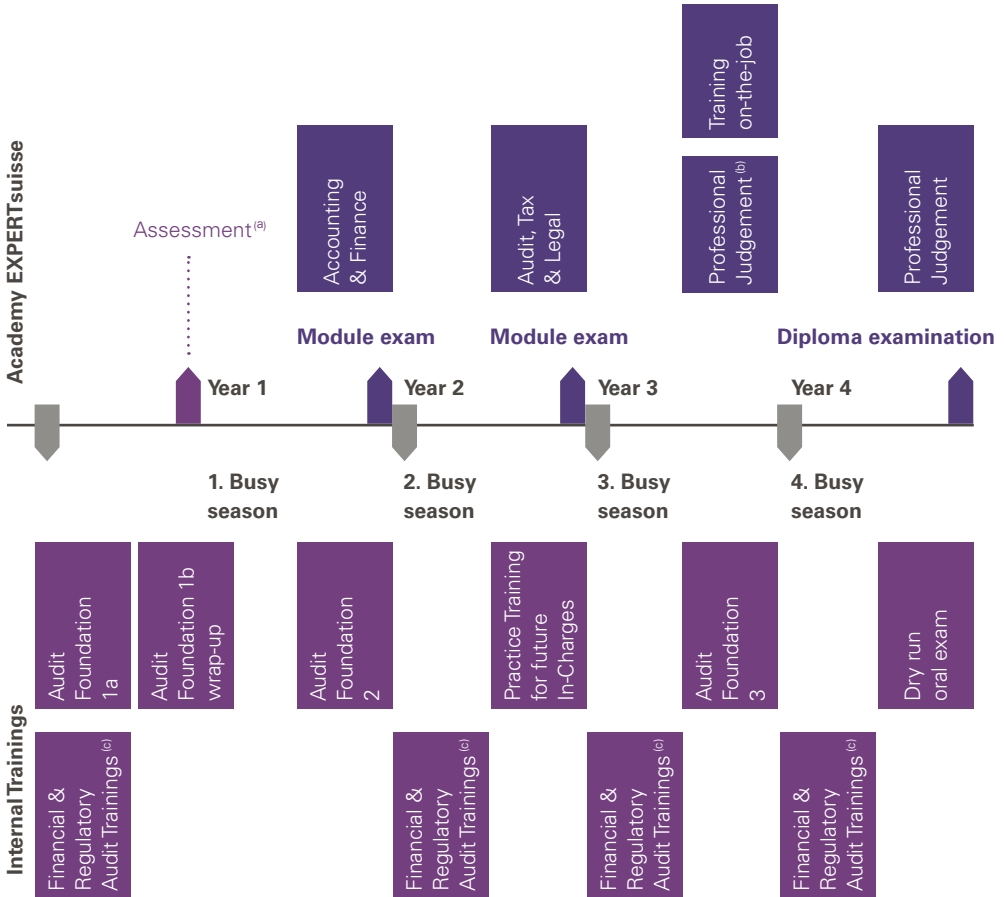 Academy EXPERTsuisse
Training
on-the-job
Accounting
& Finance
Audit, Tax
& Legal
Professional
Judgement (b)
Professional
Judgement
Assessment (a)
Module exam
Module exam
Diploma examination
Year 1
Year 2
Year 3
Year 4
1. Busy
season
2. Busy
season
3. Busy
season
4. Busy
season
Internal Trainings
Audit
Foundation
1a
Audit
Foundation 1b
wrap-up
Audit
Foundation
2
Practice Training
for future
In-Charges
Audit
Foundation
3
Dry run
oral exam
Financial &
Regulatory
Audit Trainings (c)
Financial &
Regulatory
Audit Trainings (c)
Financial &
Regulatory
Audit Trainings (c)
Financial &
Regulatory
Audit Trainings (c)